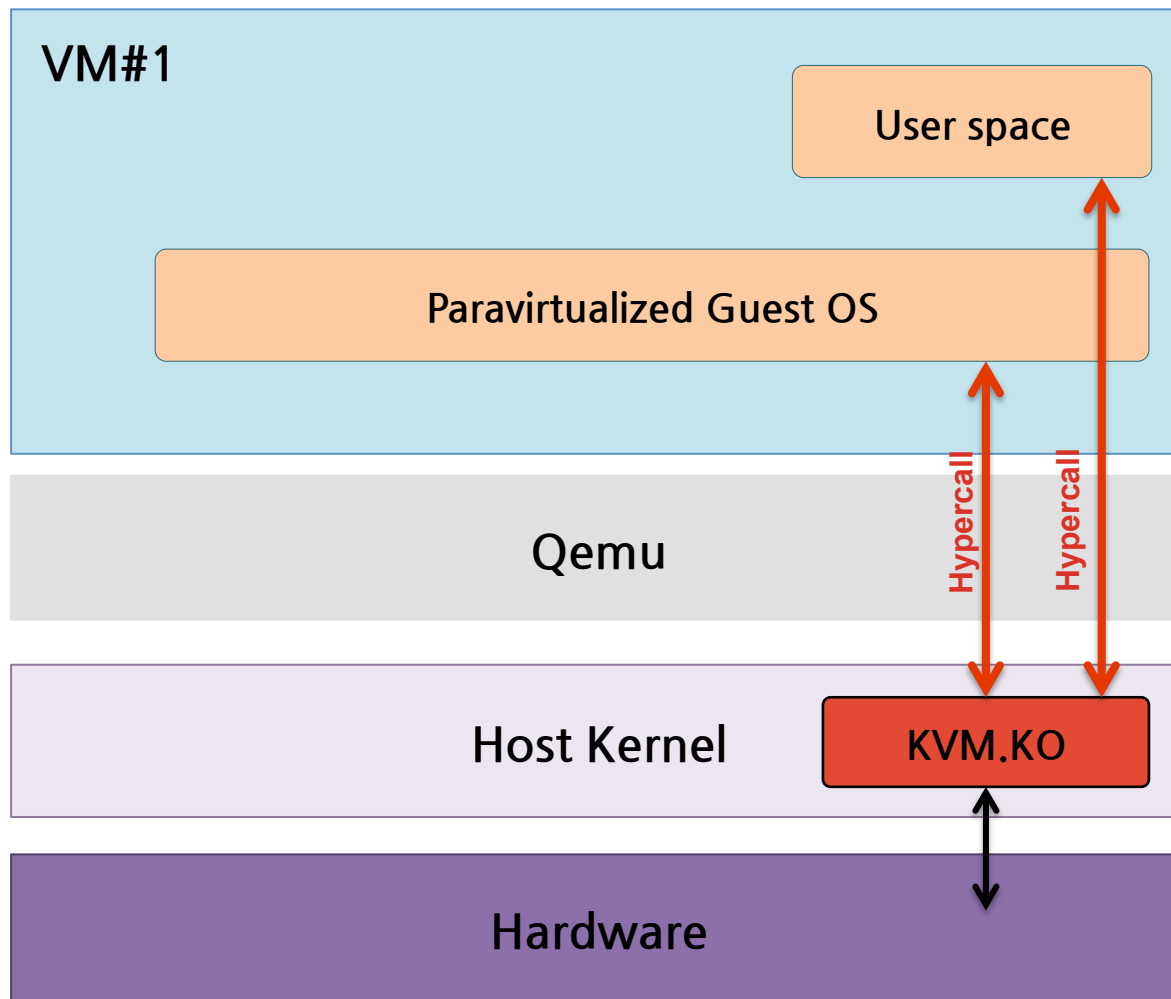 VM#1
User space
Paravirtualized Guest OS
Hypercall
Hypercall
Qemu
Host Kernel
KVM.KO
Hardware